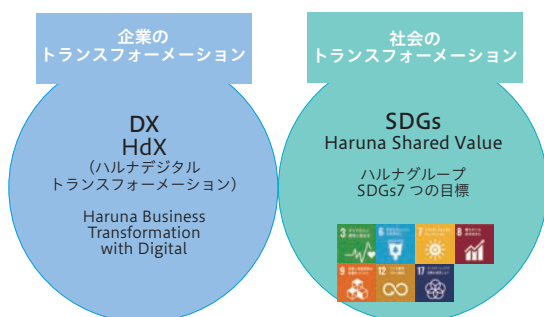 企業の
トランスフォーメーション
DX
HdX
（ハルナデジタル
トランスフォーメーション）
Haruna Business
Transformation
with Digital
社会の
トランスフォーメーション
SDGs
Haruna Shared Value
ハルナグループ
SDGs7 つの目標
3
6
7
8
9
12
17